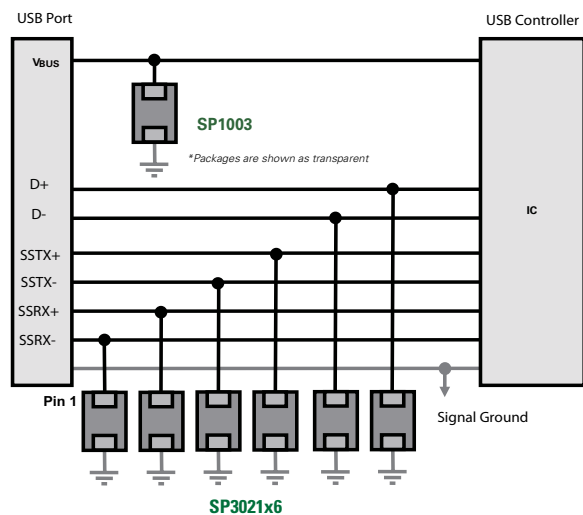 USB Port
USB Controller
VBUS
SP1003
*Packages are shown as transparent
D+
D-
IC
SSTX+
SSTX-
SSRX+
SSRX-
Pin 1
Signal Ground
SP3021x6